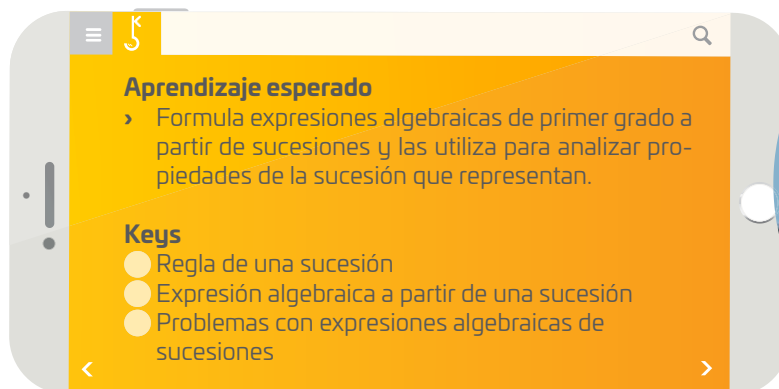 Aprendizaje esperado
› Formula expresiones algebraicas de primer grado a
partir de sucesiones y las utiliza para analizar pro-
piedades de la sucesión que representan.
Keys
Regla de una sucesión
Expresión algebraica a partir de una sucesión
Problemas con expresiones algebraicas de
sucesiones